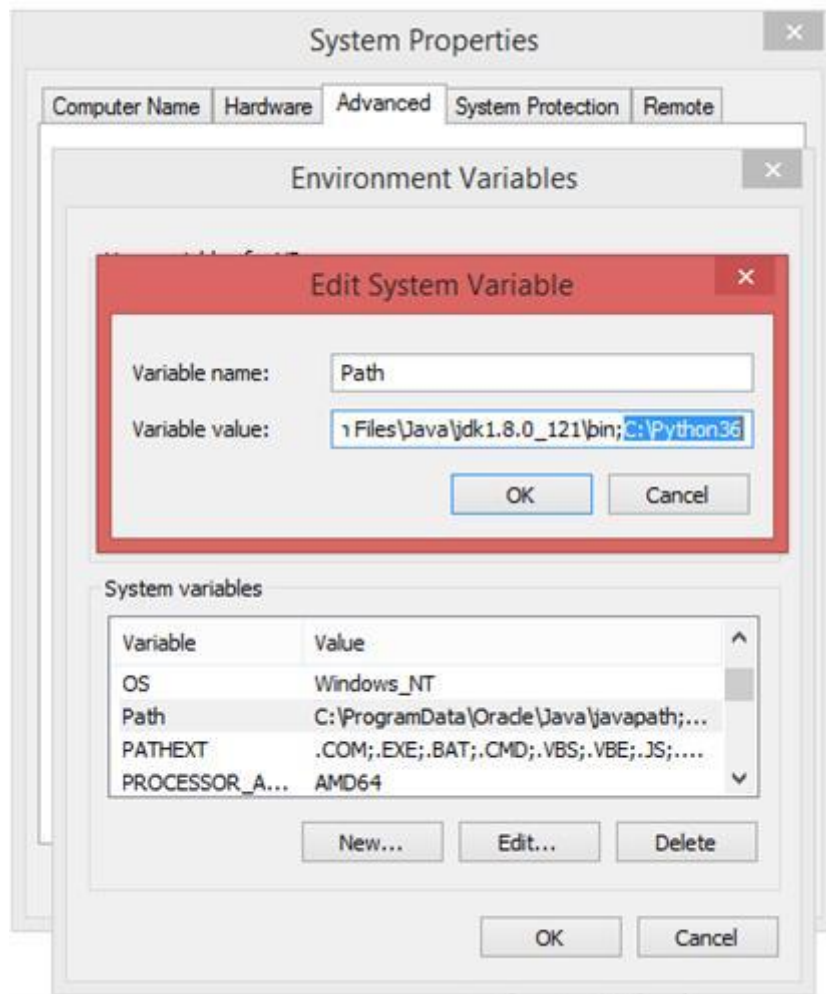 System Properties
Computer Name Hardware Advanced System Protection Remote
Environment Variables
Edit System Variable
Variable name: Path
Variable value: Files\Java\jdk1.8.0_121\bin;C:\Python36
OK Cancel
System variables
Variable Value
OS Windows_NT
Path C:\ProgramData\Oracle\Java\javapath;...
PATHEXT .COM;.EXE;.BAT;.CMD;.VBS;.VBE;.JS;....
PROCESSOR_A... AMD64
New... Edit... Delete
OK Cancel